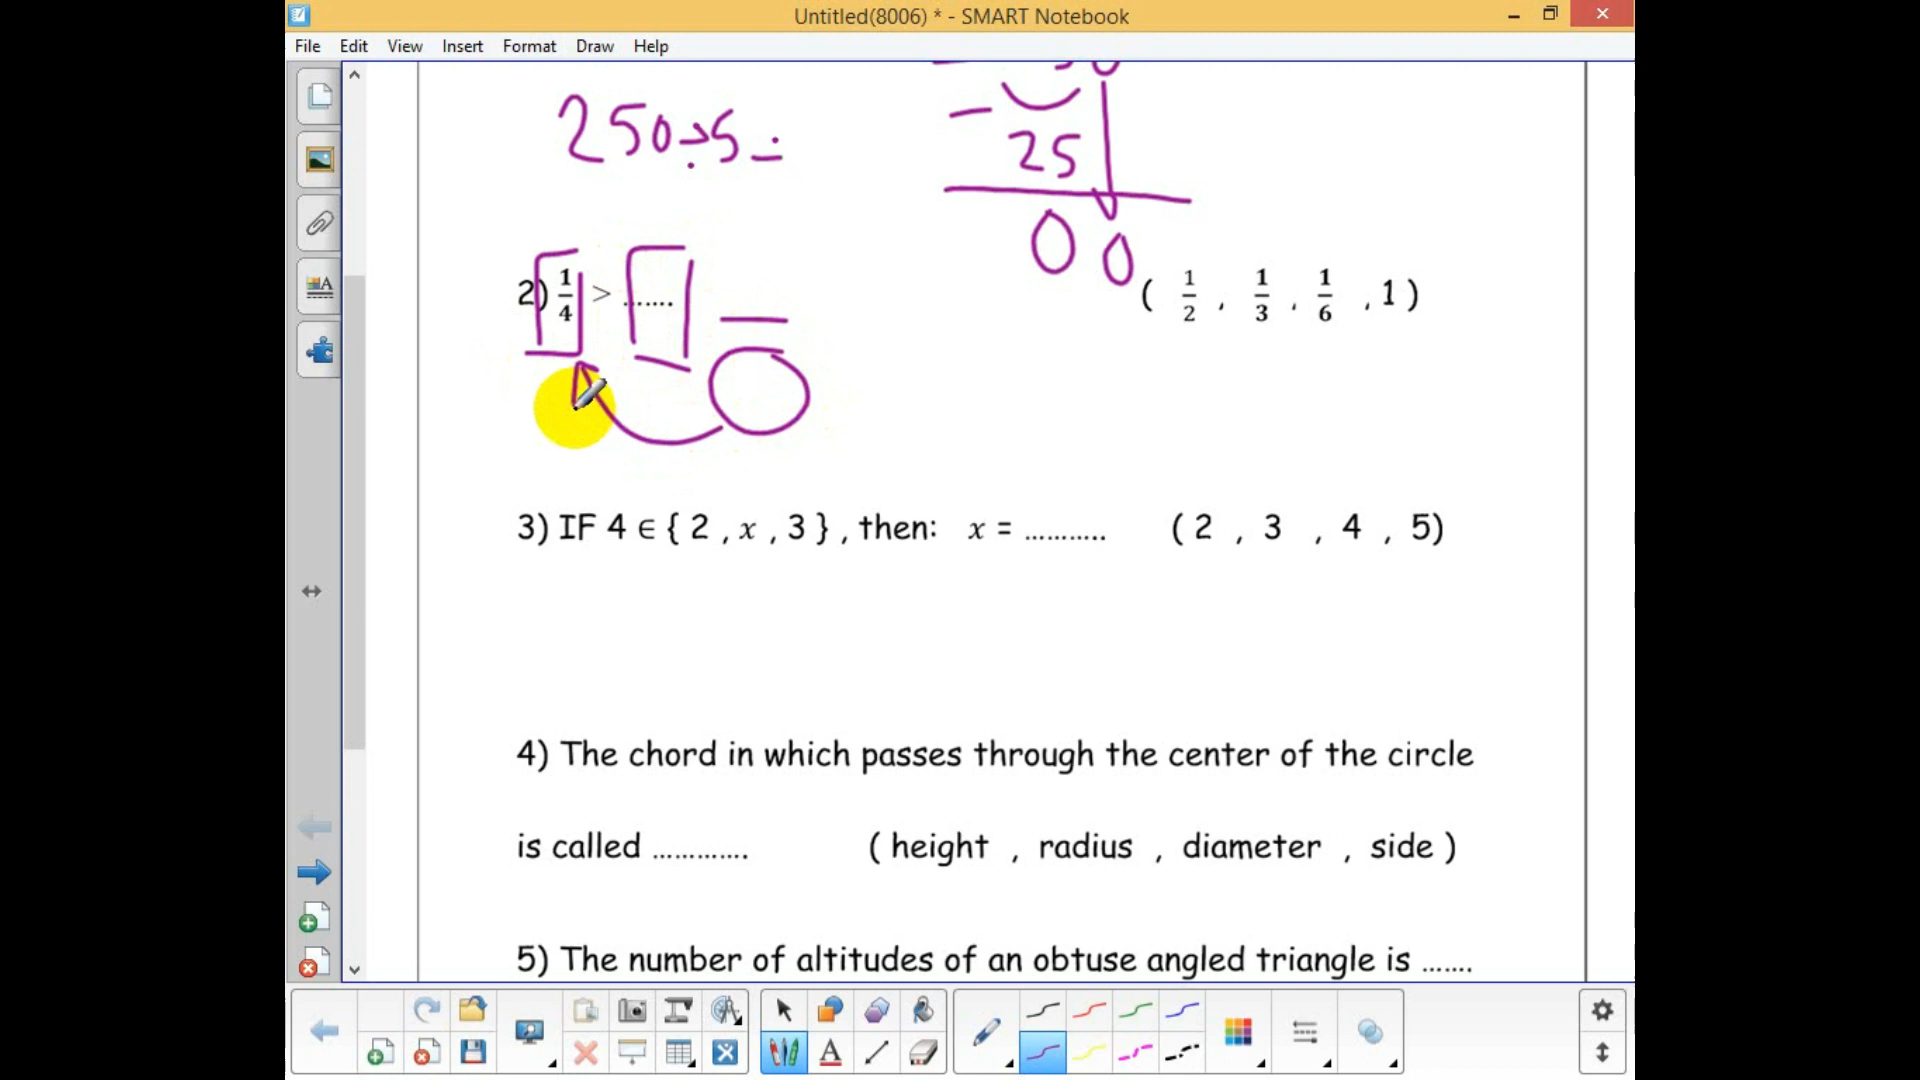 Untitled(8006) * - SMART Notebook
File Edit View Insert Format Draw Help
250÷5=
25
0 0
2) 1/4 > ....... ( 1/2 , 1/3 , 1/6 , 1 )
3) IF 4 ∈ { 2 , x , 3 } , then: x = ........... ( 2 , 3 , 4 , 5)
4) The chord in which passes through the center of the circle
is called ............. ( height , radius , diameter , side )
5) The number of altitudes of an obtuse angled triangle is .......